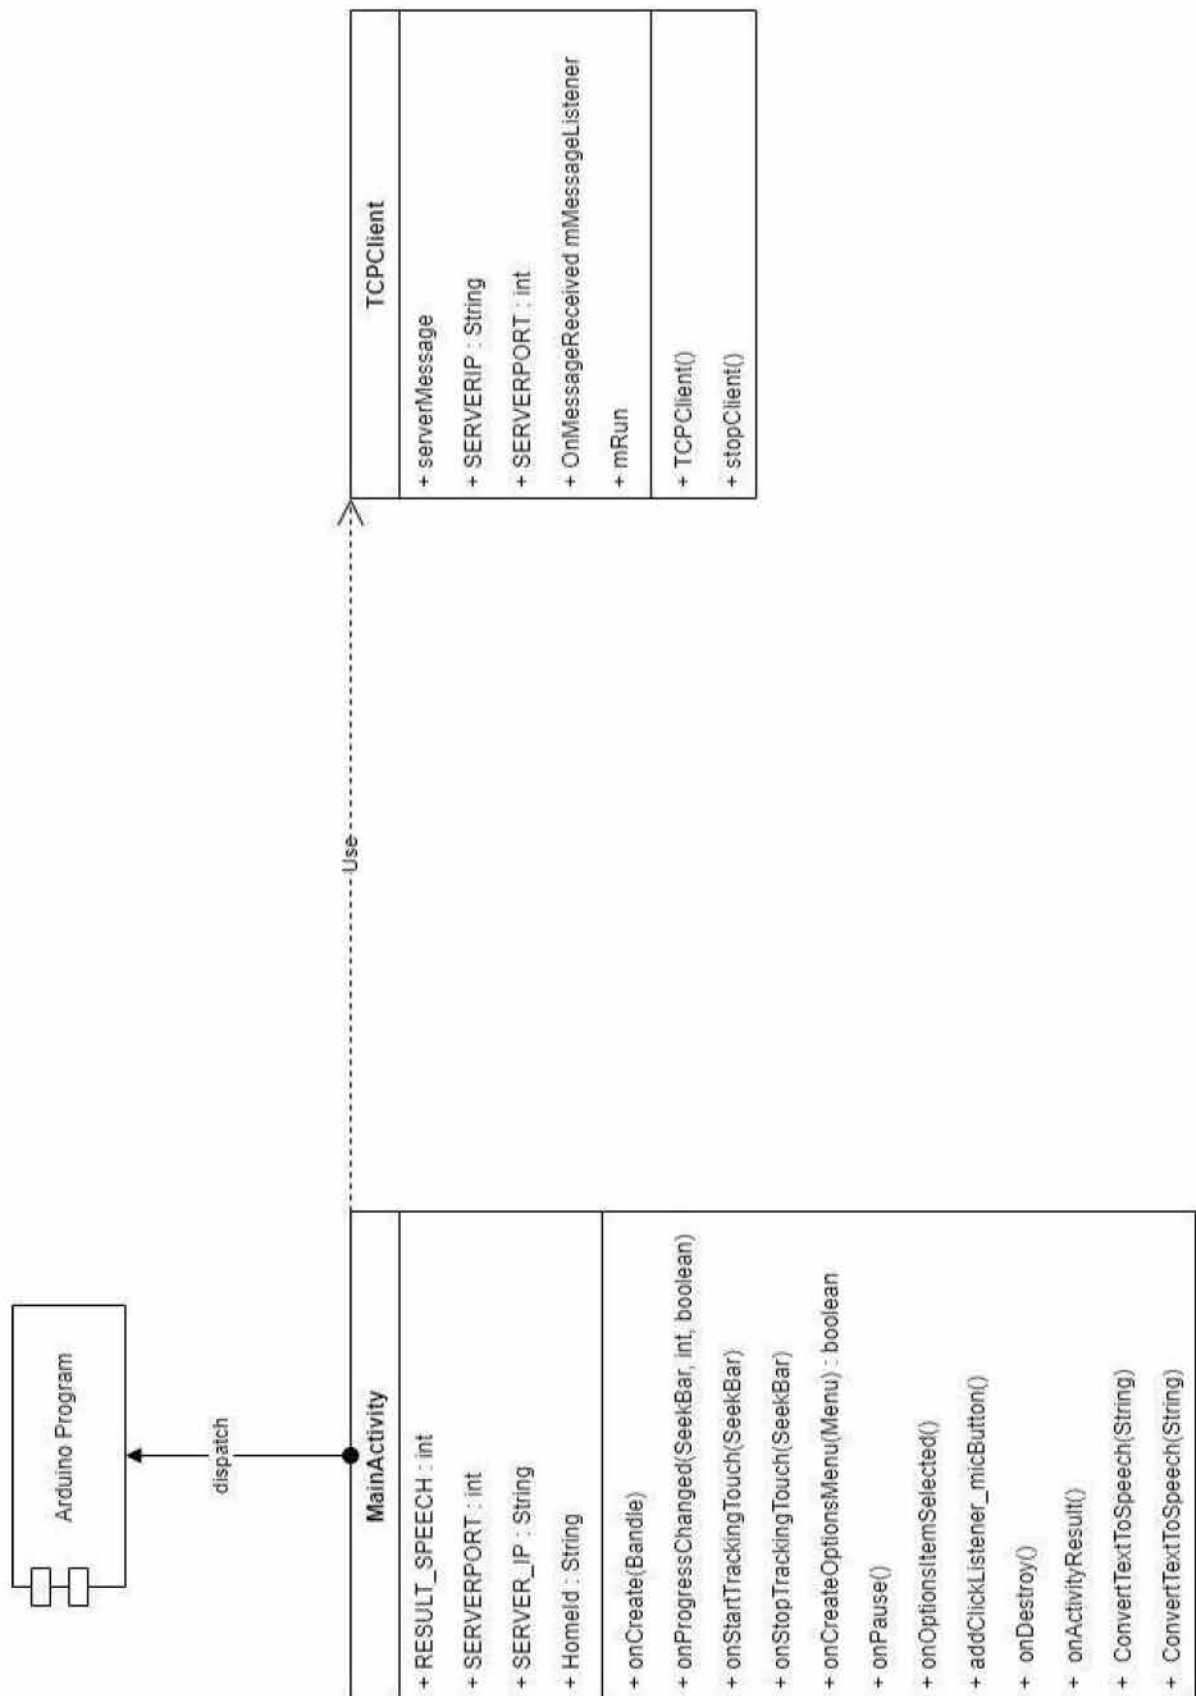 Arduino Program
dispatch
MainActivity
+ RESULT_SPEECH : int
+ SERVERPORT : int
+ SERVER_IP : String
+ HomeId : String
+ onCreate(Bandle)
+ onProgressChanged(SeekBar, int, boolean)
+ onStartTrackingTouch(SeekBar)
+ onStopTrackingTouch(SeekBar)
+ onCreateOptionsMenu(Menu) : boolean
+ onPause()
+ onOptionsItemSelected()
+ addClickListener_micButton()
+ onDestroy()
+ onActivityResult()
+ ConvertTextToSpeech(String)
+ ConvertTextToSpeech(String)
Use
TCPClient
+ serverMessage
+ SERVERIP : String
+ SERVERPORT : int
+ OnMessageReceived mMessageListener
+ mRun
+ TCPClient()
+ stopClient()